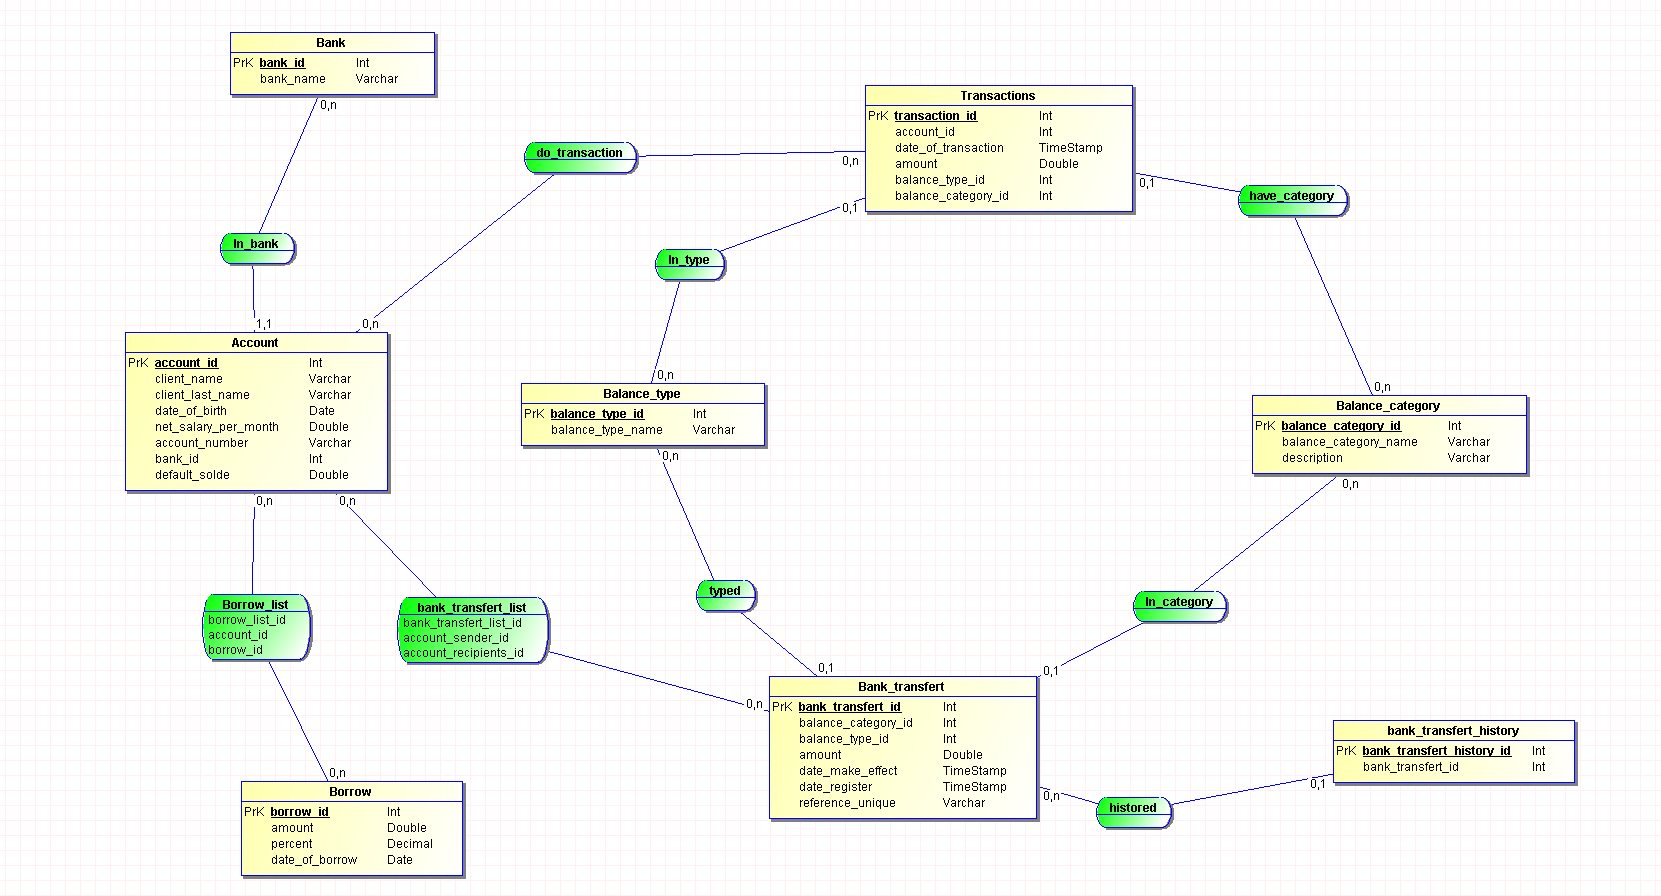 Bank
PrK bank_id Int
bank_name Varchar
0,n
In_bank
1,1
do_transaction
0,n
0,n
Transactions
PrK transaction_id Int
account_id Int
date_of_transaction TimeStamp
amount Double
balance_type_id Int
balance_category_id Int
0,1
have_category
0,n
0,1
In_type
0,n
Account
PrK account_id Int
client_name Varchar
client_last_name Varchar
date_of_birth Date
net_salary_per_month Double
account_number Varchar
bank_id Int
default_solde Double
0,n
0,n
Balance_type
PrK balance_type_id Int
balance_type_name Varchar
0,n
Balance_category
PrK balance_category_id Int
balance_category_name Varchar
description Varchar
0,n
typed
0,1
In_category
0,1
Borrow_list
borrow_list_id
account_id
borrow_id
0,n
bank_transfert_list
bank_transfert_list_id
account_sender_id
account_recipients_id
0,n
Bank_transfert
PrK bank_transfert_id Int
balance_category_id Int
balance_type_id Int
amount Double
date_make_effect TimeStamp
date_register TimeStamp
reference_unique Varchar
0,n
histored
0,1
bank_transfert_history
PrK bank_transfert_history_id Int
bank_transfert_id Int
Borrow
PrK borrow_id Int
amount Double
percent Decimal
date_of_borrow Date